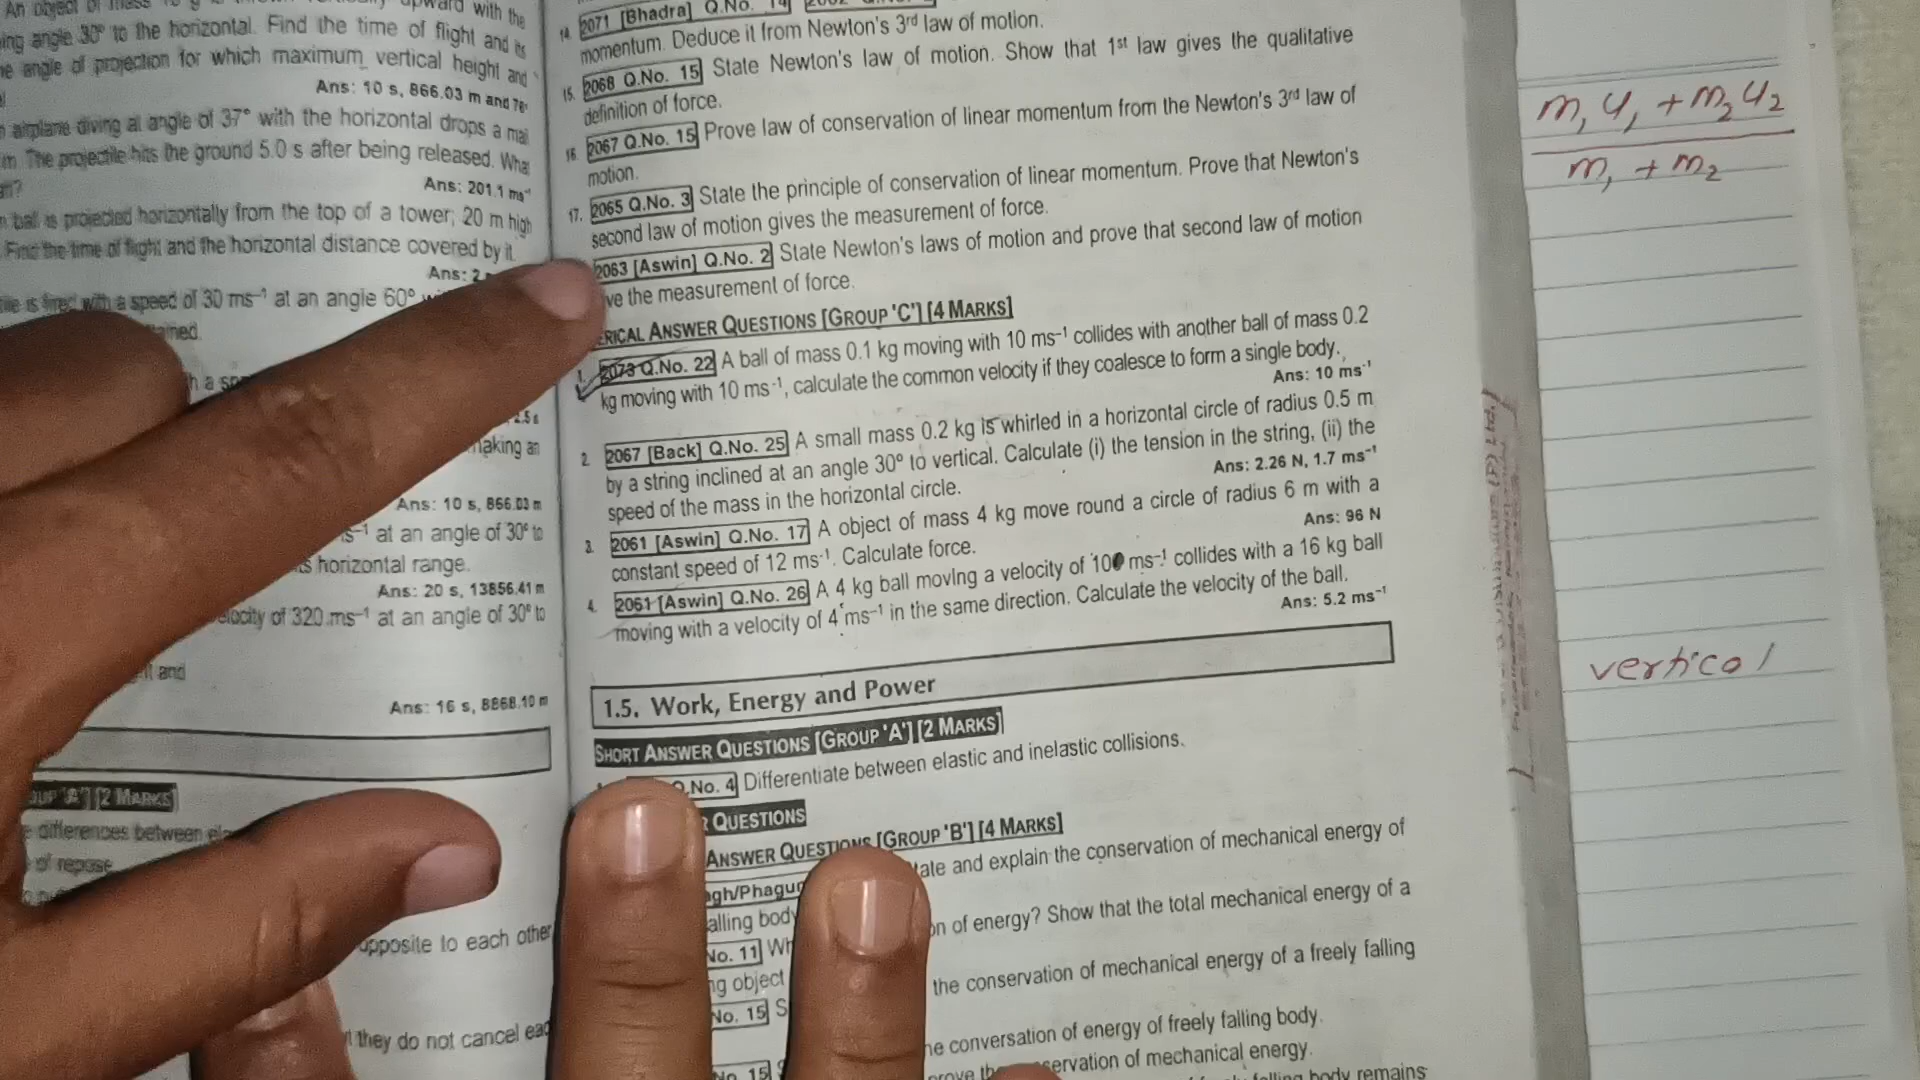 upward with the
ing angle 30° to the horizontal. Find the time of flight and its
e angle of projection for which maximum vertical height and
Ans: 10 s, 866.03 m and
airplane diving at angle of 37° with the horizontal drops a
m. The projectile hits the ground 5.0 s after being released.
Ans: 201.1 ms⁻¹
ball is projected horizontally from the top of a tower, 20 m high
Find the time of flight and the horizontal distance covered by it.
Ans: 2
is fired with a speed of 30 ms⁻¹ at an angle 60°
ained.
making an
Ans: 10 s, 866.03 m
s⁻¹ at an angle of 30° to
s horizontal range.
Ans: 20 s, 13856.41 m
elocity of 320 ms⁻¹ at an angle of 30° to
and
Ans: 16 s, 8868.10 m
[2 MARKS]
differences between
of repose
opposite to each other
they do not cancel eac
14. 2071 [Bhadra] Q.No. 14
momentum. Deduce it from Newton's 3rd law of motion.
15. 2068 Q.No. 15 State Newton's law of motion. Show that 1st law gives the qualitative
definition of force.
16. 2067 Q.No. 15 Prove law of conservation of linear momentum from the Newton's 3rd law of
motion.
17. 2065 Q.No. 3 State the principle of conservation of linear momentum. Prove that Newton's
second law of motion gives the measurement of force.
2063 [Aswin] Q.No. 2 State Newton's laws of motion and prove that second law of motion
ve the measurement of force.
ERICAL ANSWER QUESTIONS [GROUP 'C'] [4 MARKS]
1. 2073 Q.No. 22 A ball of mass 0.1 kg moving with 10 ms⁻¹ collides with another ball of mass 0.2
kg moving with 10 ms⁻¹, calculate the common velocity if they coalesce to form a single body.
Ans: 10 ms⁻¹
2. 2067 [Back] Q.No. 25 A small mass 0.2 kg is whirled in a horizontal circle of radius 0.5 m
by a string inclined at an angle 30° to vertical. Calculate (i) the tension in the string, (ii) the
speed of the mass in the horizontal circle.
Ans: 2.26 N, 1.7 ms⁻¹
3. 2061 [Aswin] Q.No. 17 A object of mass 4 kg move round a circle of radius 6 m with a
constant speed of 12 ms⁻¹. Calculate force.
Ans: 96 N
4. 2061 [Aswin] Q.No. 26 A 4 kg ball moving a velocity of 10 ms⁻¹ collides with a 16 kg ball
moving with a velocity of 4 ms⁻¹ in the same direction. Calculate the velocity of the ball.
Ans: 5.2 ms⁻¹
1.5. Work, Energy and Power
SHORT ANSWER QUESTIONS [GROUP 'A'] [2 MARKS]
Q.No. 4 Differentiate between elastic and inelastic collisions.
R QUESTIONS
ANSWER QUESTIONS [GROUP 'B'] [4 MARKS]
agh/Phagun tate and explain the conservation of mechanical energy of
alling body
No. 11 Wh on of energy? Show that the total mechanical energy of a
ng object
No. 15 S the conservation of mechanical energy of a freely falling
he conversation of energy of freely falling body.
No. 15 servation of mechanical energy.
falling body remains
m₁u₁ + m₂u₂
m₁ + m₂
vertical